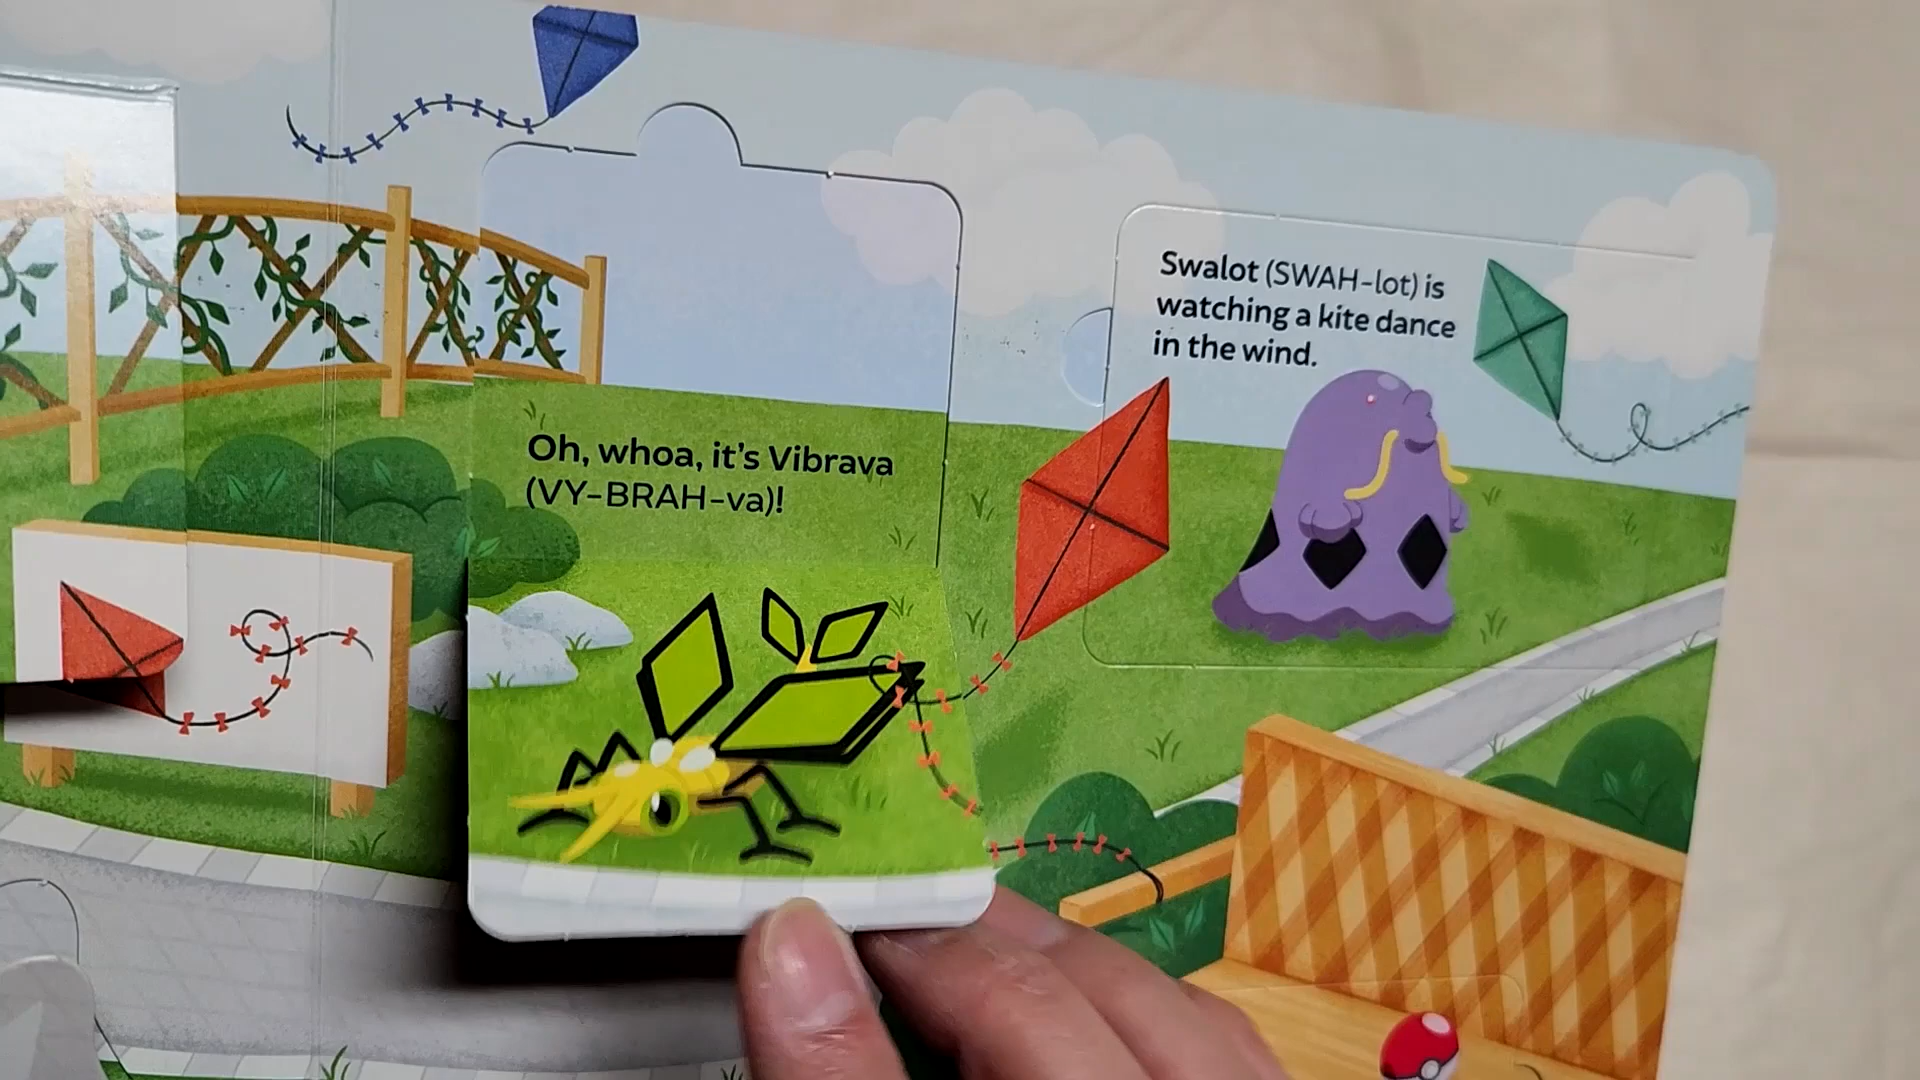 Oh, whoa, it's Vibrava
(VY-BRAH-va)!
Swalot (SWAH-lot) is
watching a kite dance
in the wind.